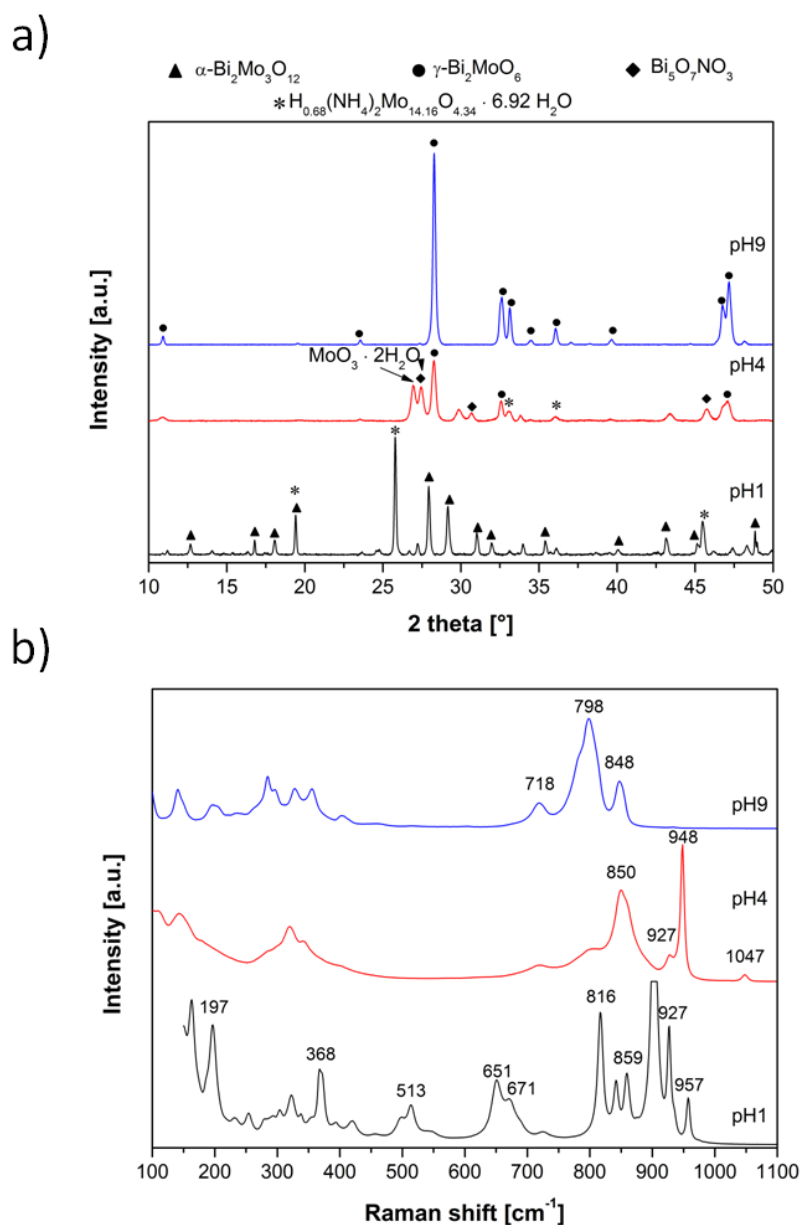 a)
▲ α-Bi₂Mo₃O₁₂ ● γ-Bi₂MoO₆ ◆ Bi₅O₇NO₃
* H₀.₆₈(NH₄)₂Mo₁₄.₁₆O₄.₃₄ · 6.92 H₂O
Intensity [a.u.]
pH9
MoO₃ · 2H₂O
pH4
pH1
10 15 20 25 30 35 40 45 50
2 theta [°]
b)
Intensity [a.u.]
798
718
848
pH9
948
850
pH4
927
1047
197
368
513
651
671
816
859
927
957
pH1
100 200 300 400 500 600 700 800 900 1000 1100
Raman shift [cm⁻¹]